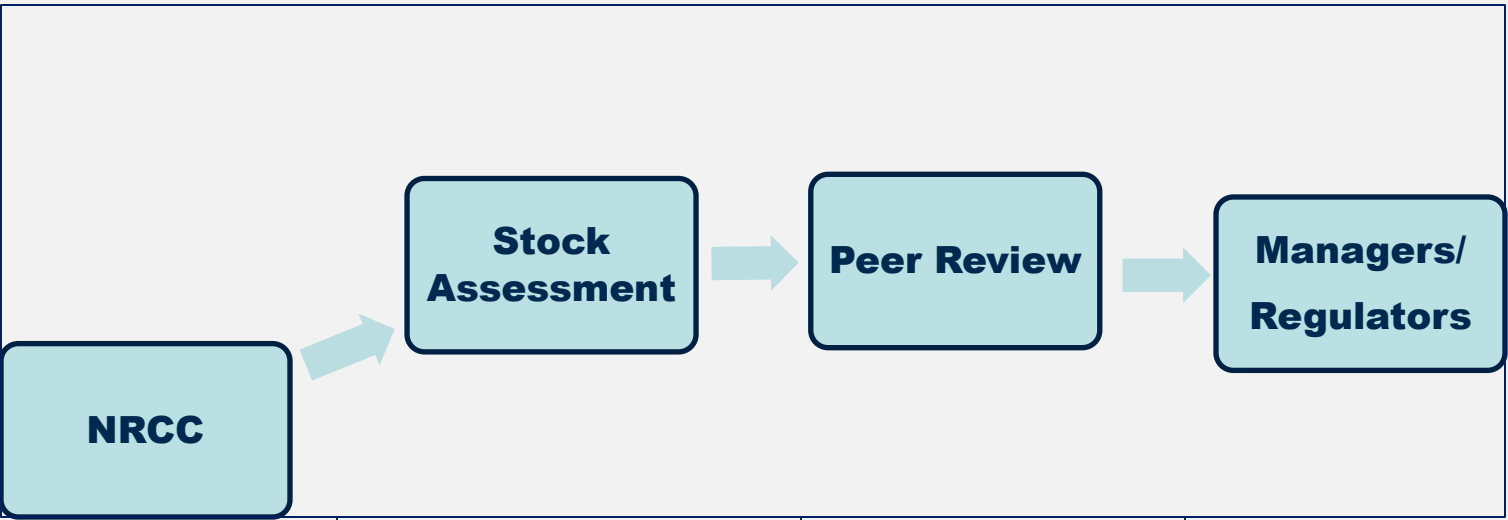 Stock
Assessment
Peer Review
Managers/
Regulators
NRCC